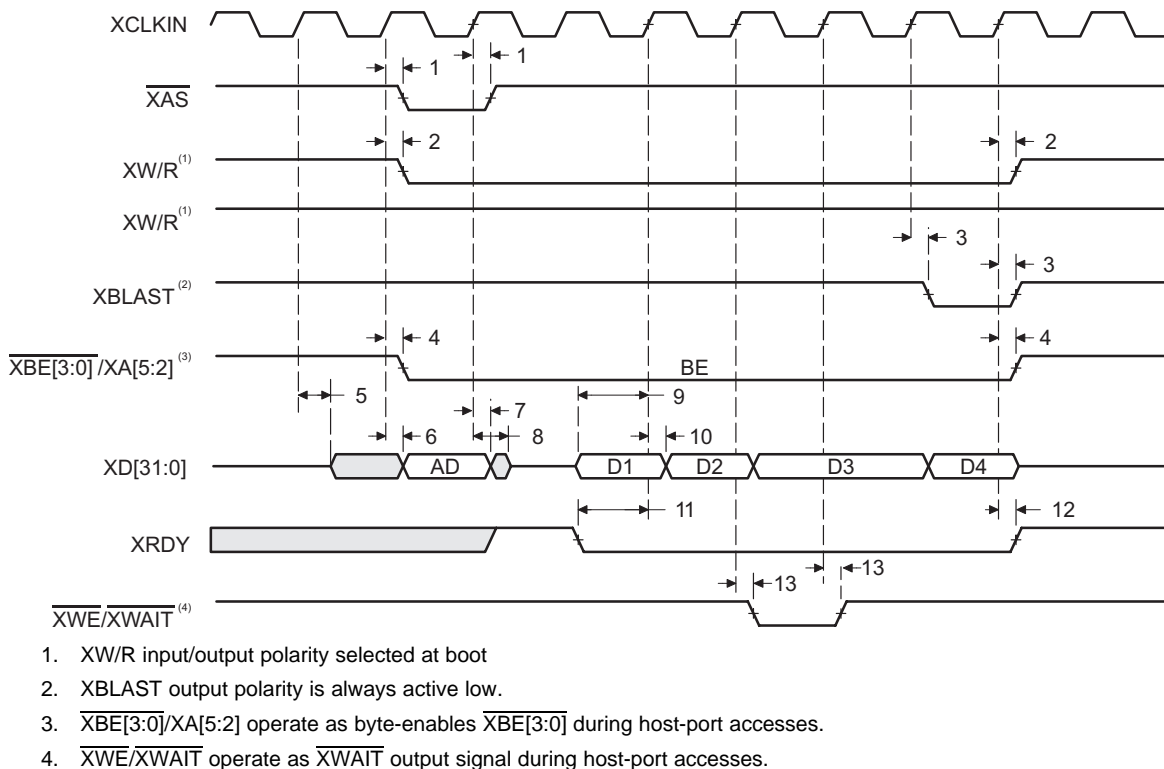 XCLKIN
1 1
XAS
2 2
XW/R(1)
XW/R(1)
3
3
XBLAST(2)
4 4
XBE[3:0]/XA[5:2](3)
BE
5 9
7
6 8 10
XD[31:0] AD D1 D2 D3 D4
11 12
XRDY
13 13
XWE/XWAIT(4)
1. XW/R input/output polarity selected at boot
2. XBLAST output polarity is always active low.
3. XBE[3:0]/XA[5:2] operate as byte-enables XBE[3:0] during host-port accesses.
4. XWE/XWAIT operate as XWAIT output signal during host-port accesses.